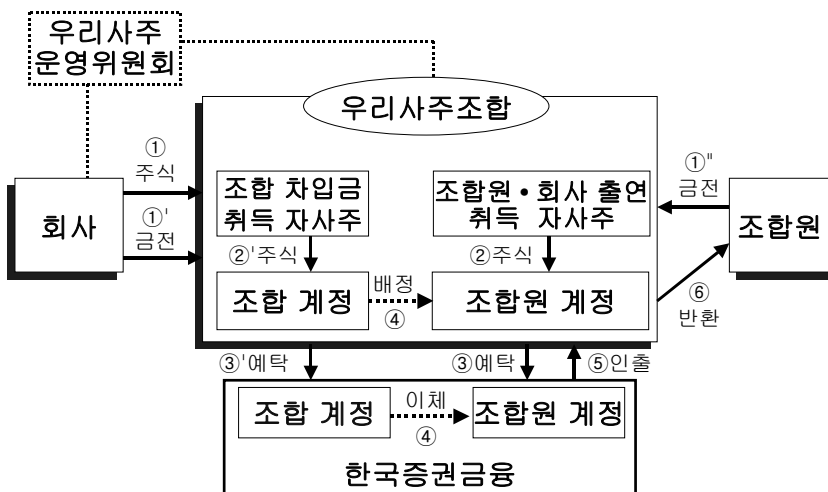 우리사주
운영위원회
우리사주조합
①
주식
①'
금전
회사
조합 차입금
취득 자사주
조합원 • 회사 출연
취득 자사주
①"
금전
조합원
②'주식
②주식
조합 계정
배정
④
조합원 계정
⑥
반환
③'예탁
③예탁
⑤인출
조합 계정
이체
④
조합원 계정
한국증권금융